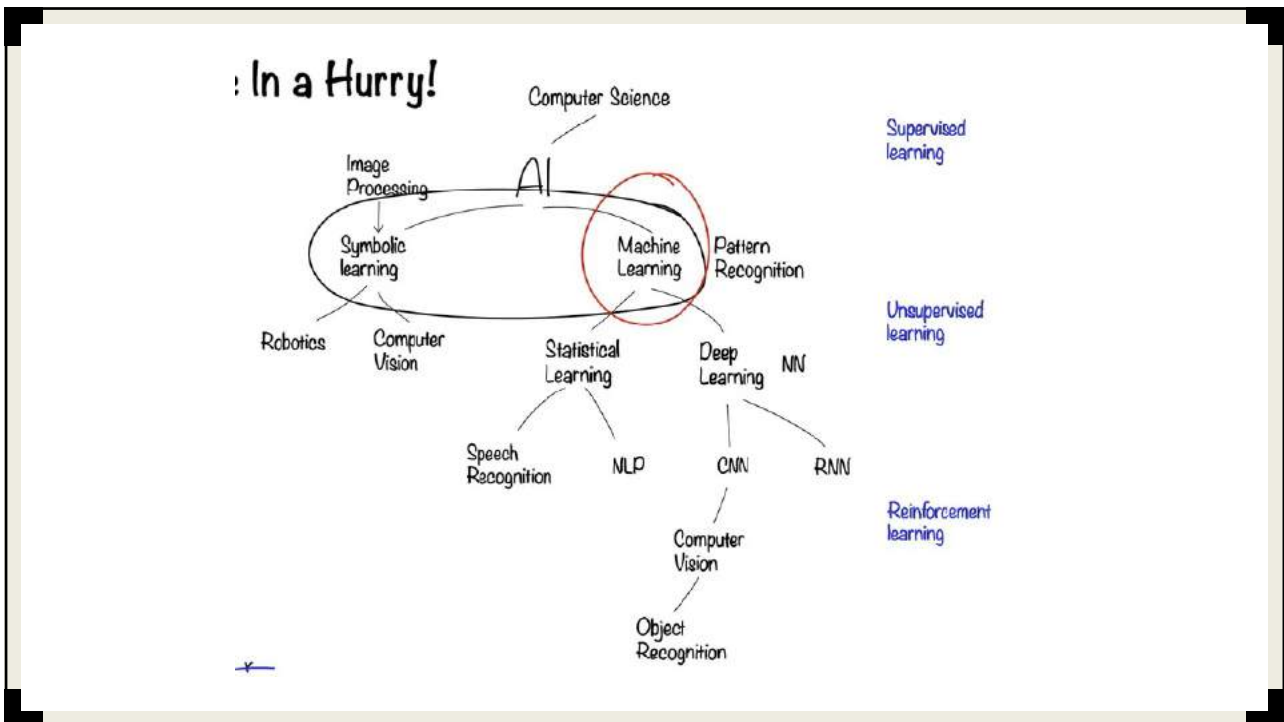 : In a Hurry!
Computer Science
Supervised
learning
AI
Image
Processing
Symbolic
learning
Machine
Learning
Pattern
Recognition
Unsupervised
learning
Robotics
Computer
Vision
Statistical
Learning
Deep
Learning
NN
Speech
Recognition
NLP
CNN
RNN
Reinforcement
learning
Computer
Vision
Object
Recognition